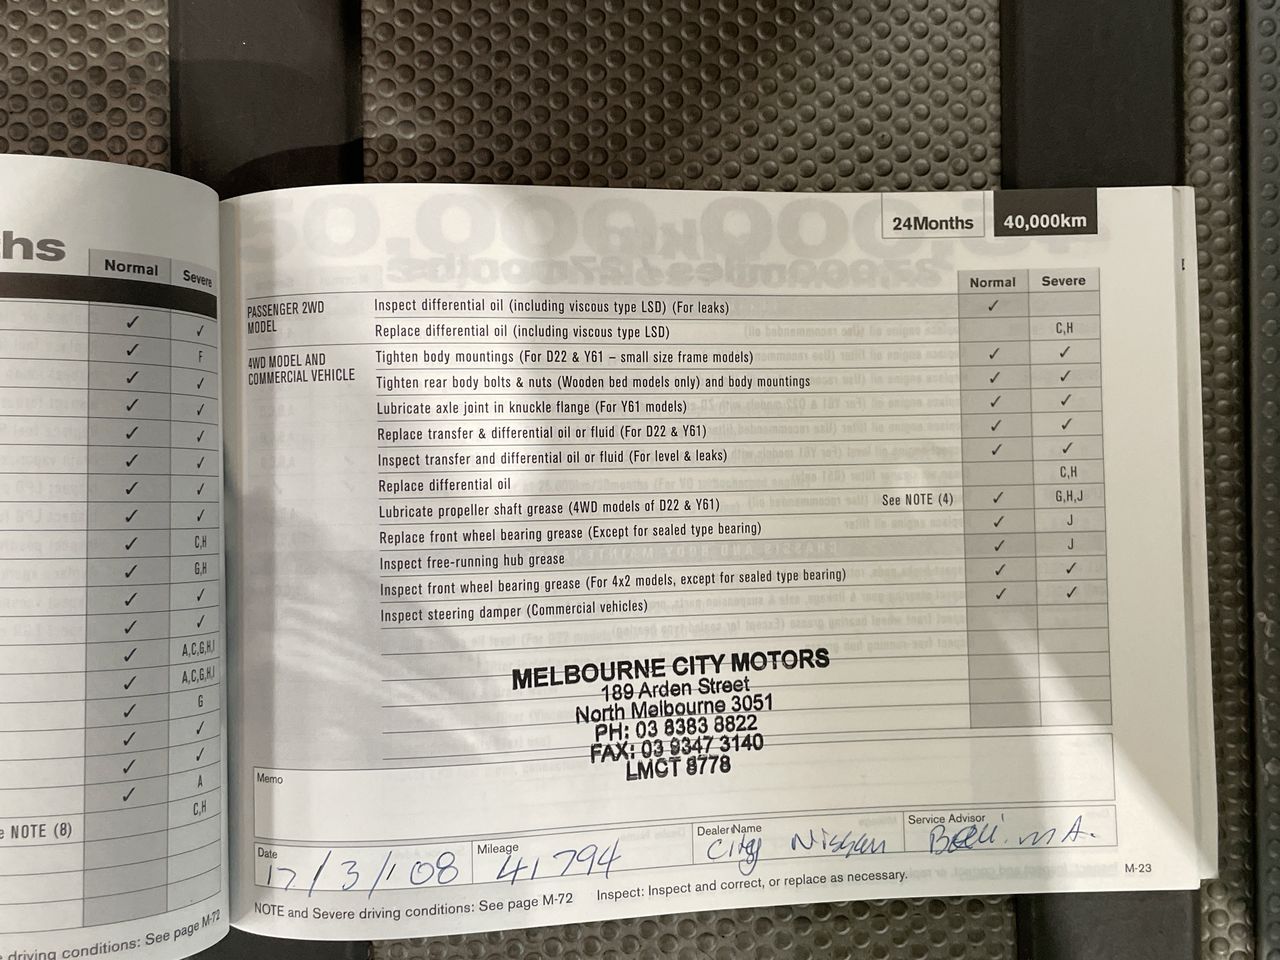 hs
Normal Severe
✓ ✓
✓ F
✓ ✓
✓ ✓
✓ ✓
✓ ✓
✓ ✓
✓ ✓
✓ C,H
✓ G,H
✓ ✓
✓ ✓
✓ A,C,G,H,I
✓ A,C,G,H,I
✓ G
✓ ✓
✓ ✓
✓ A
C,H
NOTE (8)
driving conditions: See page M-72
24Months 40,000km
Normal Severe
PASSENGER 2WD MODEL
Inspect differential oil (including viscous type LSD) (For leaks) ✓
Replace differential oil (including viscous type LSD) C,H
4WD MODEL AND COMMERCIAL VEHICLE
Tighten body mountings (For D22 & Y61 – small size frame models) ✓ ✓
Tighten rear body bolts & nuts (Wooden bed models only) and body mountings ✓ ✓
Lubricate axle joint in knuckle flange (For Y61 models) ✓ ✓
Replace transfer & differential oil or fluid (For D22 & Y61) ✓ ✓
Inspect transfer and differential oil or fluid (For level & leaks) ✓ ✓
Replace differential oil C,H
Lubricate propeller shaft grease (4WD models of D22 & Y61) See NOTE (4) ✓ G,H,J
Replace front wheel bearing grease (Except for sealed type bearing) ✓ J
Inspect free-running hub grease ✓ J
Inspect front wheel bearing grease (For 4x2 models, except for sealed type bearing) ✓ ✓
Inspect steering damper (Commercial vehicles) ✓ ✓
MELBOURNE CITY MOTORS
189 Arden Street
North Melbourne 3051
PH: 03 8383 8822
FAX: 03 9347 3140
LMCT 8778
Memo
Date 17/3/08 Mileage 41794 Dealer Name City Nissan Service Advisor
NOTE and Severe driving conditions: See page M-72 Inspect: Inspect and correct, or replace as necessary.
M-23